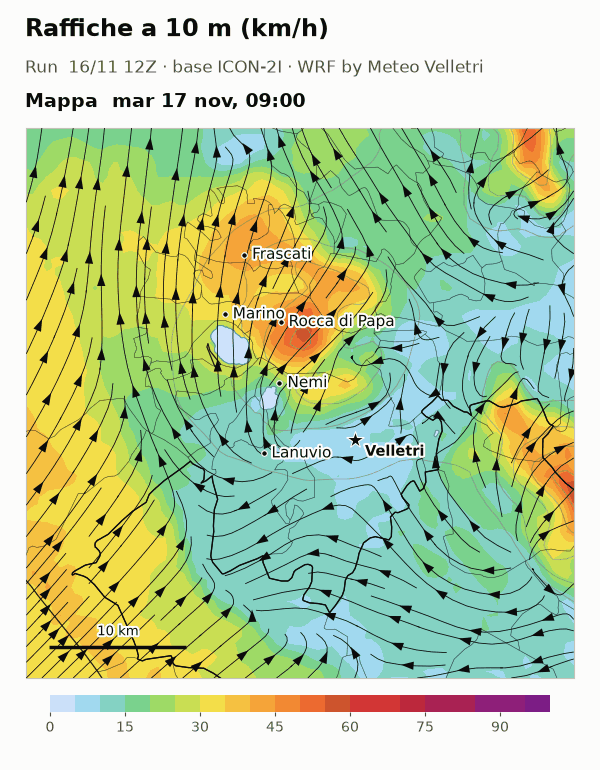 Raffiche a 10 m (km/h)
Run  16/11 12Z · base ICON-2I · WRF by Meteo Velletri
Mappa  mar 17 nov, 09:00
Frascati
Marino
Rocca di Papa
Nemi
Velletri
Lanuvio
10 km
0 15 30 45 60 75 90